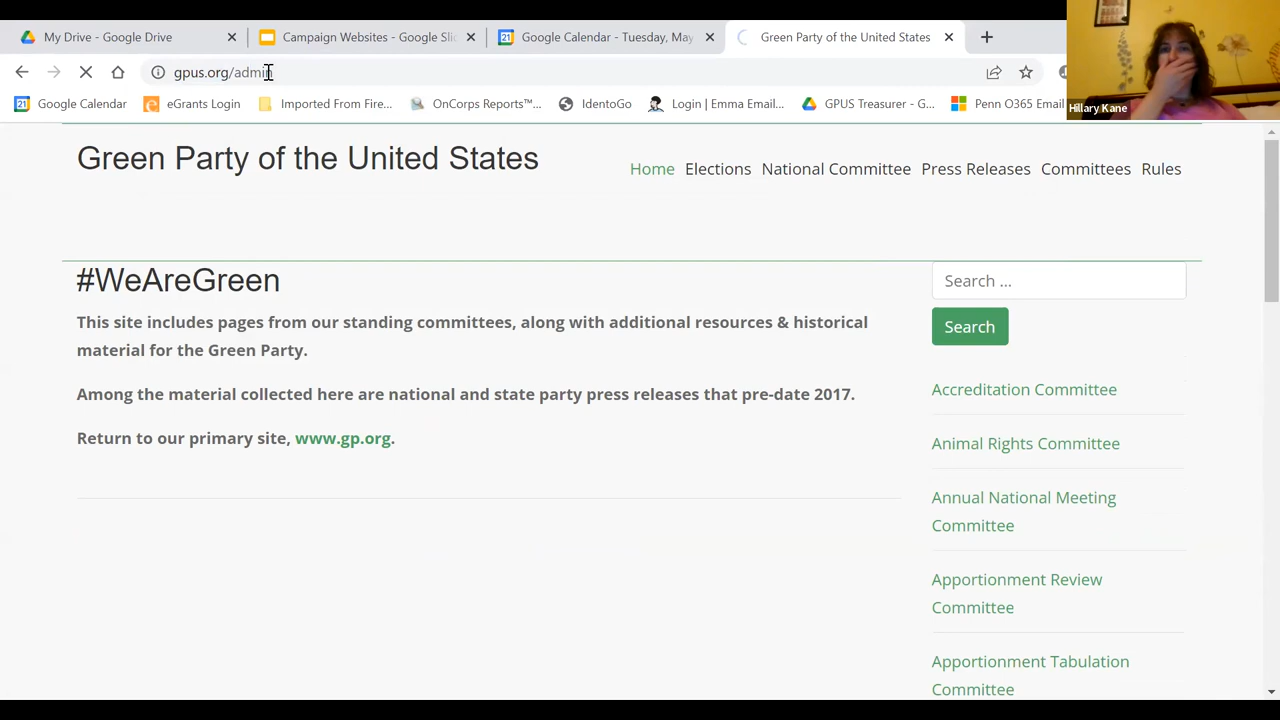 My Drive - Google Drive
Campaign Websites - Google Slid
Google Calendar - Tuesday, May
Green Party of the United States
gpus.org/admin
Google Calendar
eGrants Login
Imported From Fire...
OnCorps Reports™...
IdentoGo
Login | Emma Email...
GPUS Treasurer - G...
Penn O365 Email
Hillary Kane
Green Party of the United States
Home Elections National Committee Press Releases Committees Rules
#WeAreGreen
This site includes pages from our standing committees, along with additional resources & historical
material for the Green Party.
Among the material collected here are national and state party press releases that pre-date 2017.
Return to our primary site, www.gp.org.
Search ...
Search
Accreditation Committee
Animal Rights Committee
Annual National Meeting
Committee
Apportionment Review
Committee
Apportionment Tabulation
Committee